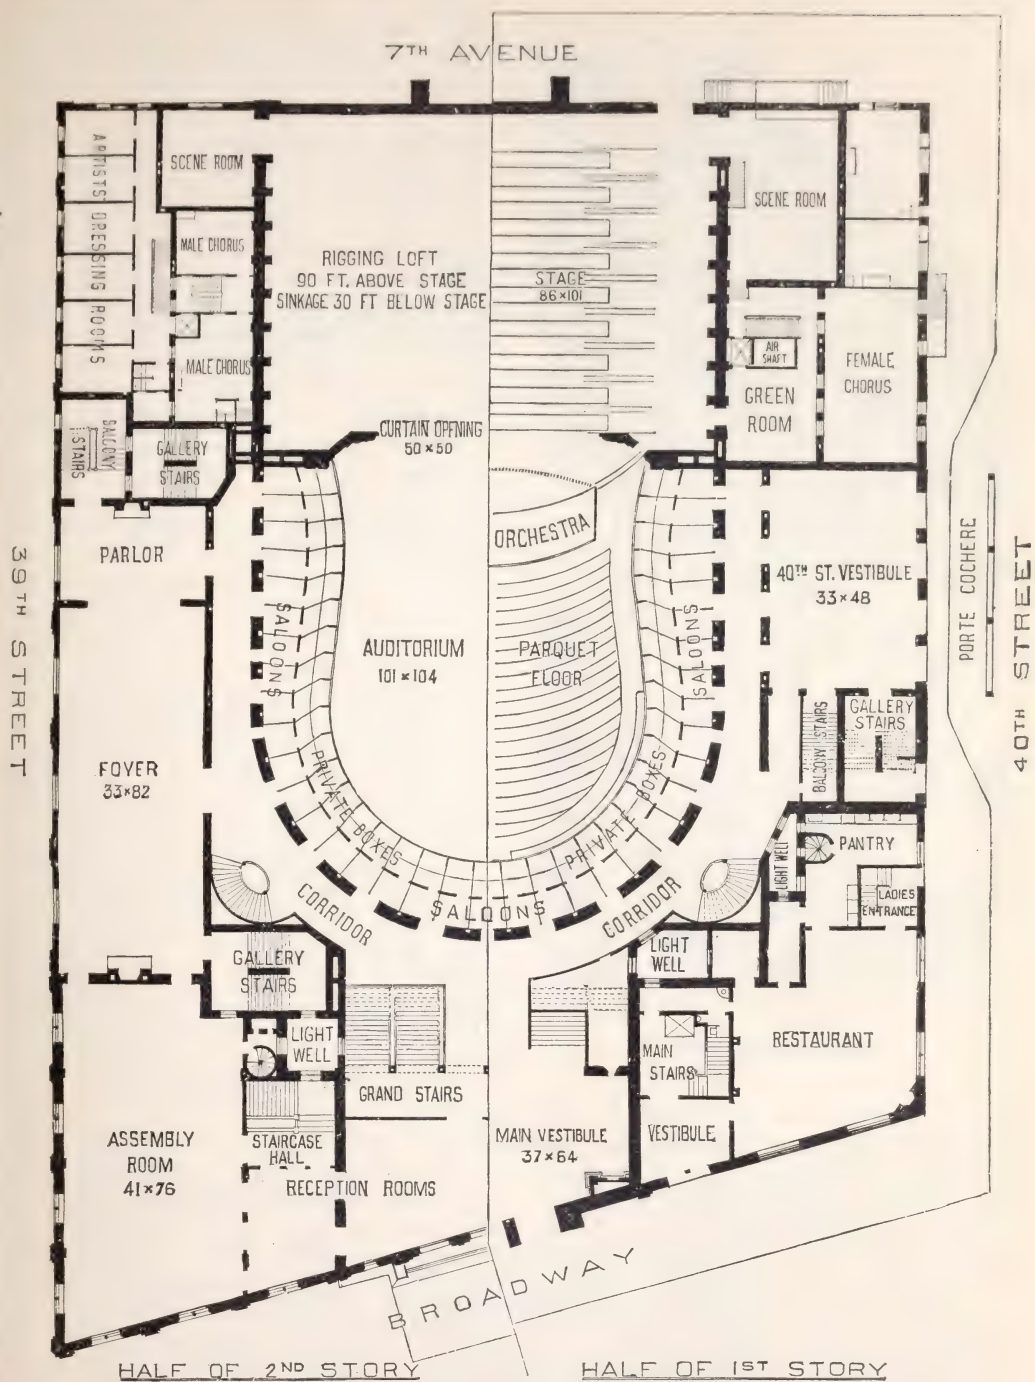 7TH AVENUE
ARTISTS' DRESSING ROOMS
SCENE ROOM
MALE CHORUS
MALE CHORUS
RIGGING LOFT
90 FT. ABOVE STAGE
SINKAGE 30 FT BELOW STAGE
STAGE
86×101
SCENE ROOM
AIR
SHAFT
GREEN
ROOM
FEMALE
CHORUS
BALCONY
STAIRS
GALLERY
STAIRS
CURTAIN OPNING
50×50
PARLOR
ORCHESTRA
40TH ST. VESTIBULE
33×48
PORTE COCHERE
39TH STREET
40TH STREET
SALOONS
AUDITORIUM
101×104
PARQUET
FLOOR
SALOONS
BALCONY STAIRS
GALLERY
STAIRS
FOYER
33×82
PRIVATE BOXES
PRIVATE BOXES
LIGHT WELL
PANTRY
LADIES
ENTRANCE
CORRIDOR
SALOONS
CORRIDOR
GALLERY
STAIRS
LIGHT
WELL
LIGHT
WELL
MAIN
STAIRS
RESTAURANT
GRAND STAIRS
ASSEMBLY
ROOM
41×76
STAIRCASE
HALL
MAIN VESTIBULE
37×64
VESTIBULE
RECEPTION ROOMS
BROADWAY
HALF OF 2ND STORY
HALF OF 1ST STORY